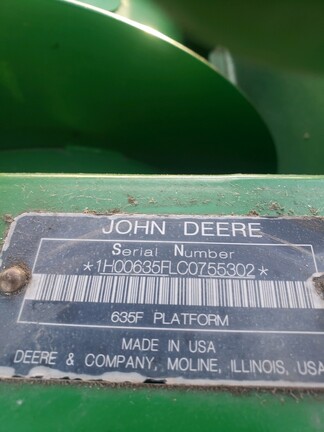 JOHN DEERE
Serial Number
*1H00635FLC0755302*
635F PLATFORM
MADE IN USA
DEERE & COMPANY, MOLINE, ILLINOIS, USA